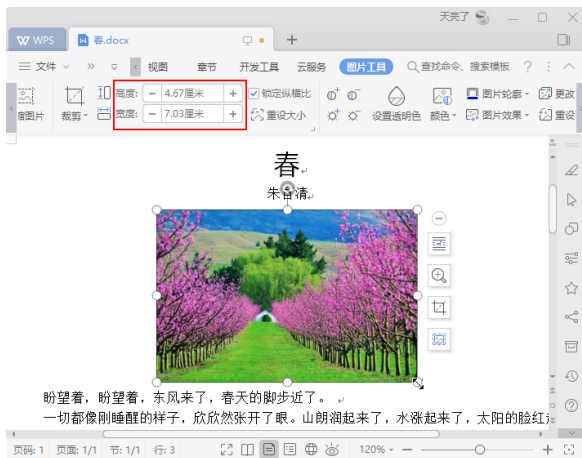 天亮了
WPS 春.docx
文件 视图 章节 开发工具 云服务 图片工具 查找命令、搜索模板
高度: 4.67厘米 锁定纵横比 图片轮廓 更改
宽度: 7.03厘米 重设大小 图片效果 重设
图片 裁剪 设置透明色 颜色
春
朱自清
盼望着，盼望着，东风来了，春天的脚步近了。
一切都像刚睡醒的样子，欣欣然张开了眼。山朗润起来了，水涨起来了，太阳的脸红
页码: 1 页面: 1/1 节: 1/1 行: 3 120%